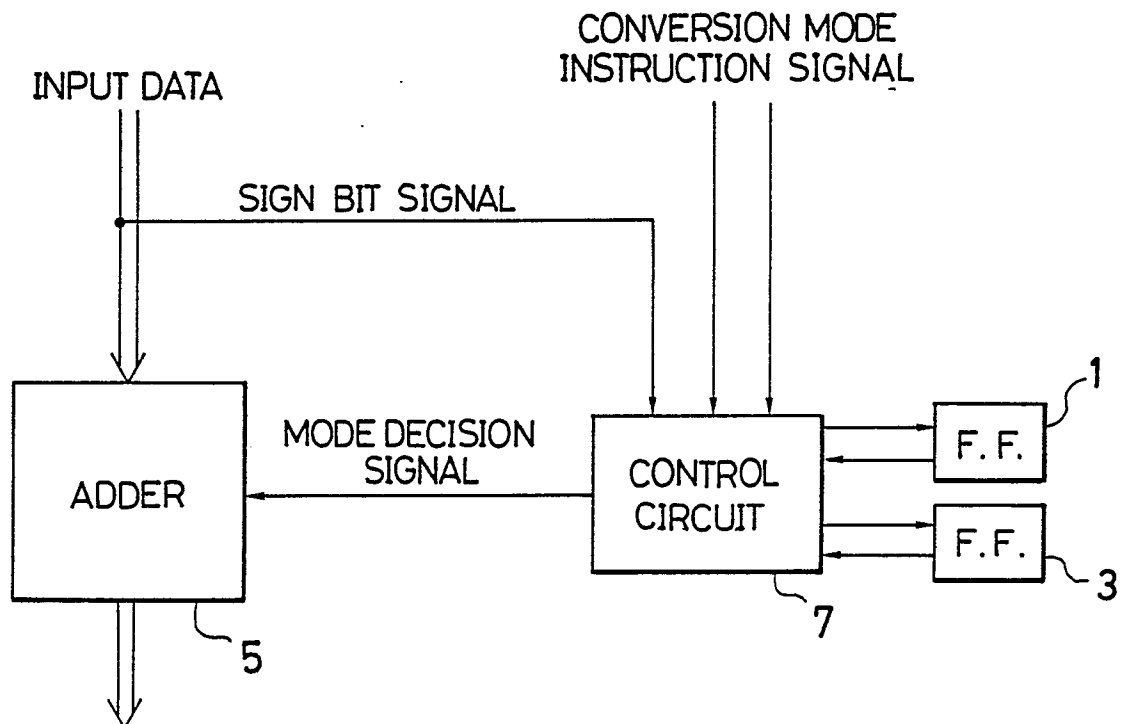 CONVERSION MODE
INSTRUCTION SIGNAL
INPUT DATA
SIGN BIT SIGNAL
MODE DECISION
SIGNAL
ADDER
CONTROL
CIRCUIT
F. F.
1
F. F.
3
7
5